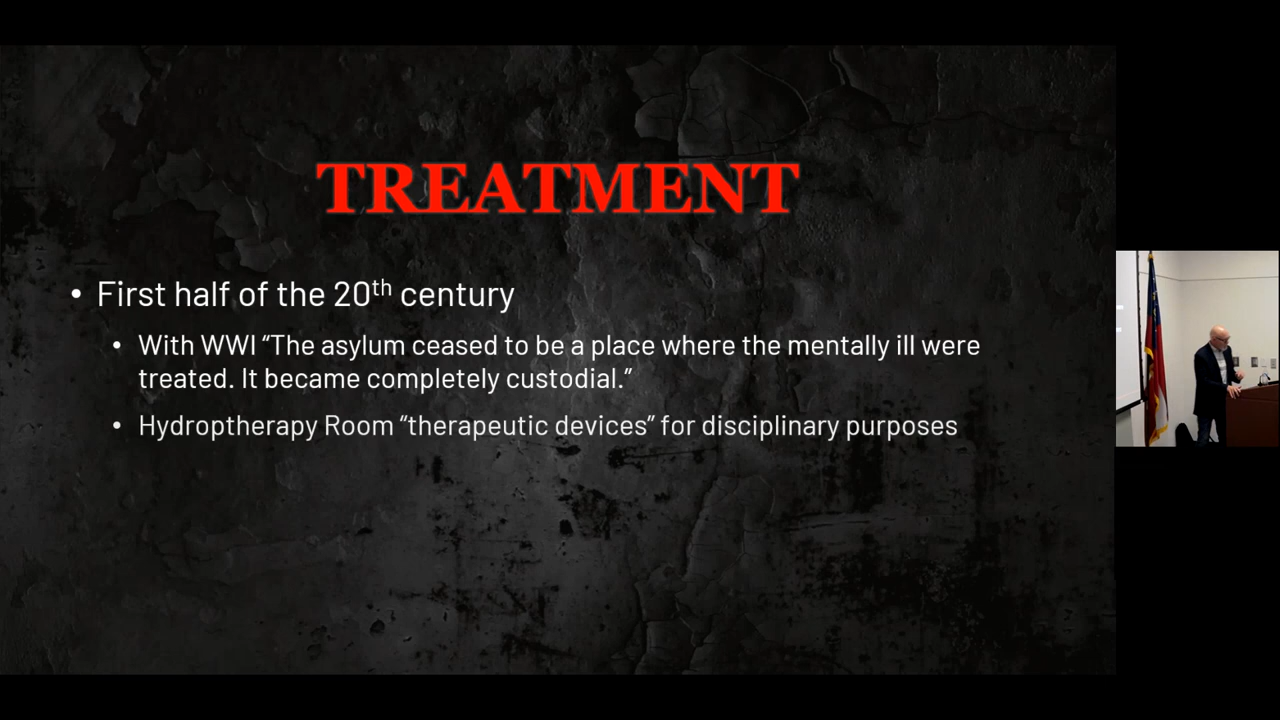 TREATMENT
• First half of the 20th century
• With WWI “The asylum ceased to be a place where the mentally ill were
treated. It became completely custodial.”
• Hydroptherapy Room “therapeutic devices” for disciplinary purposes